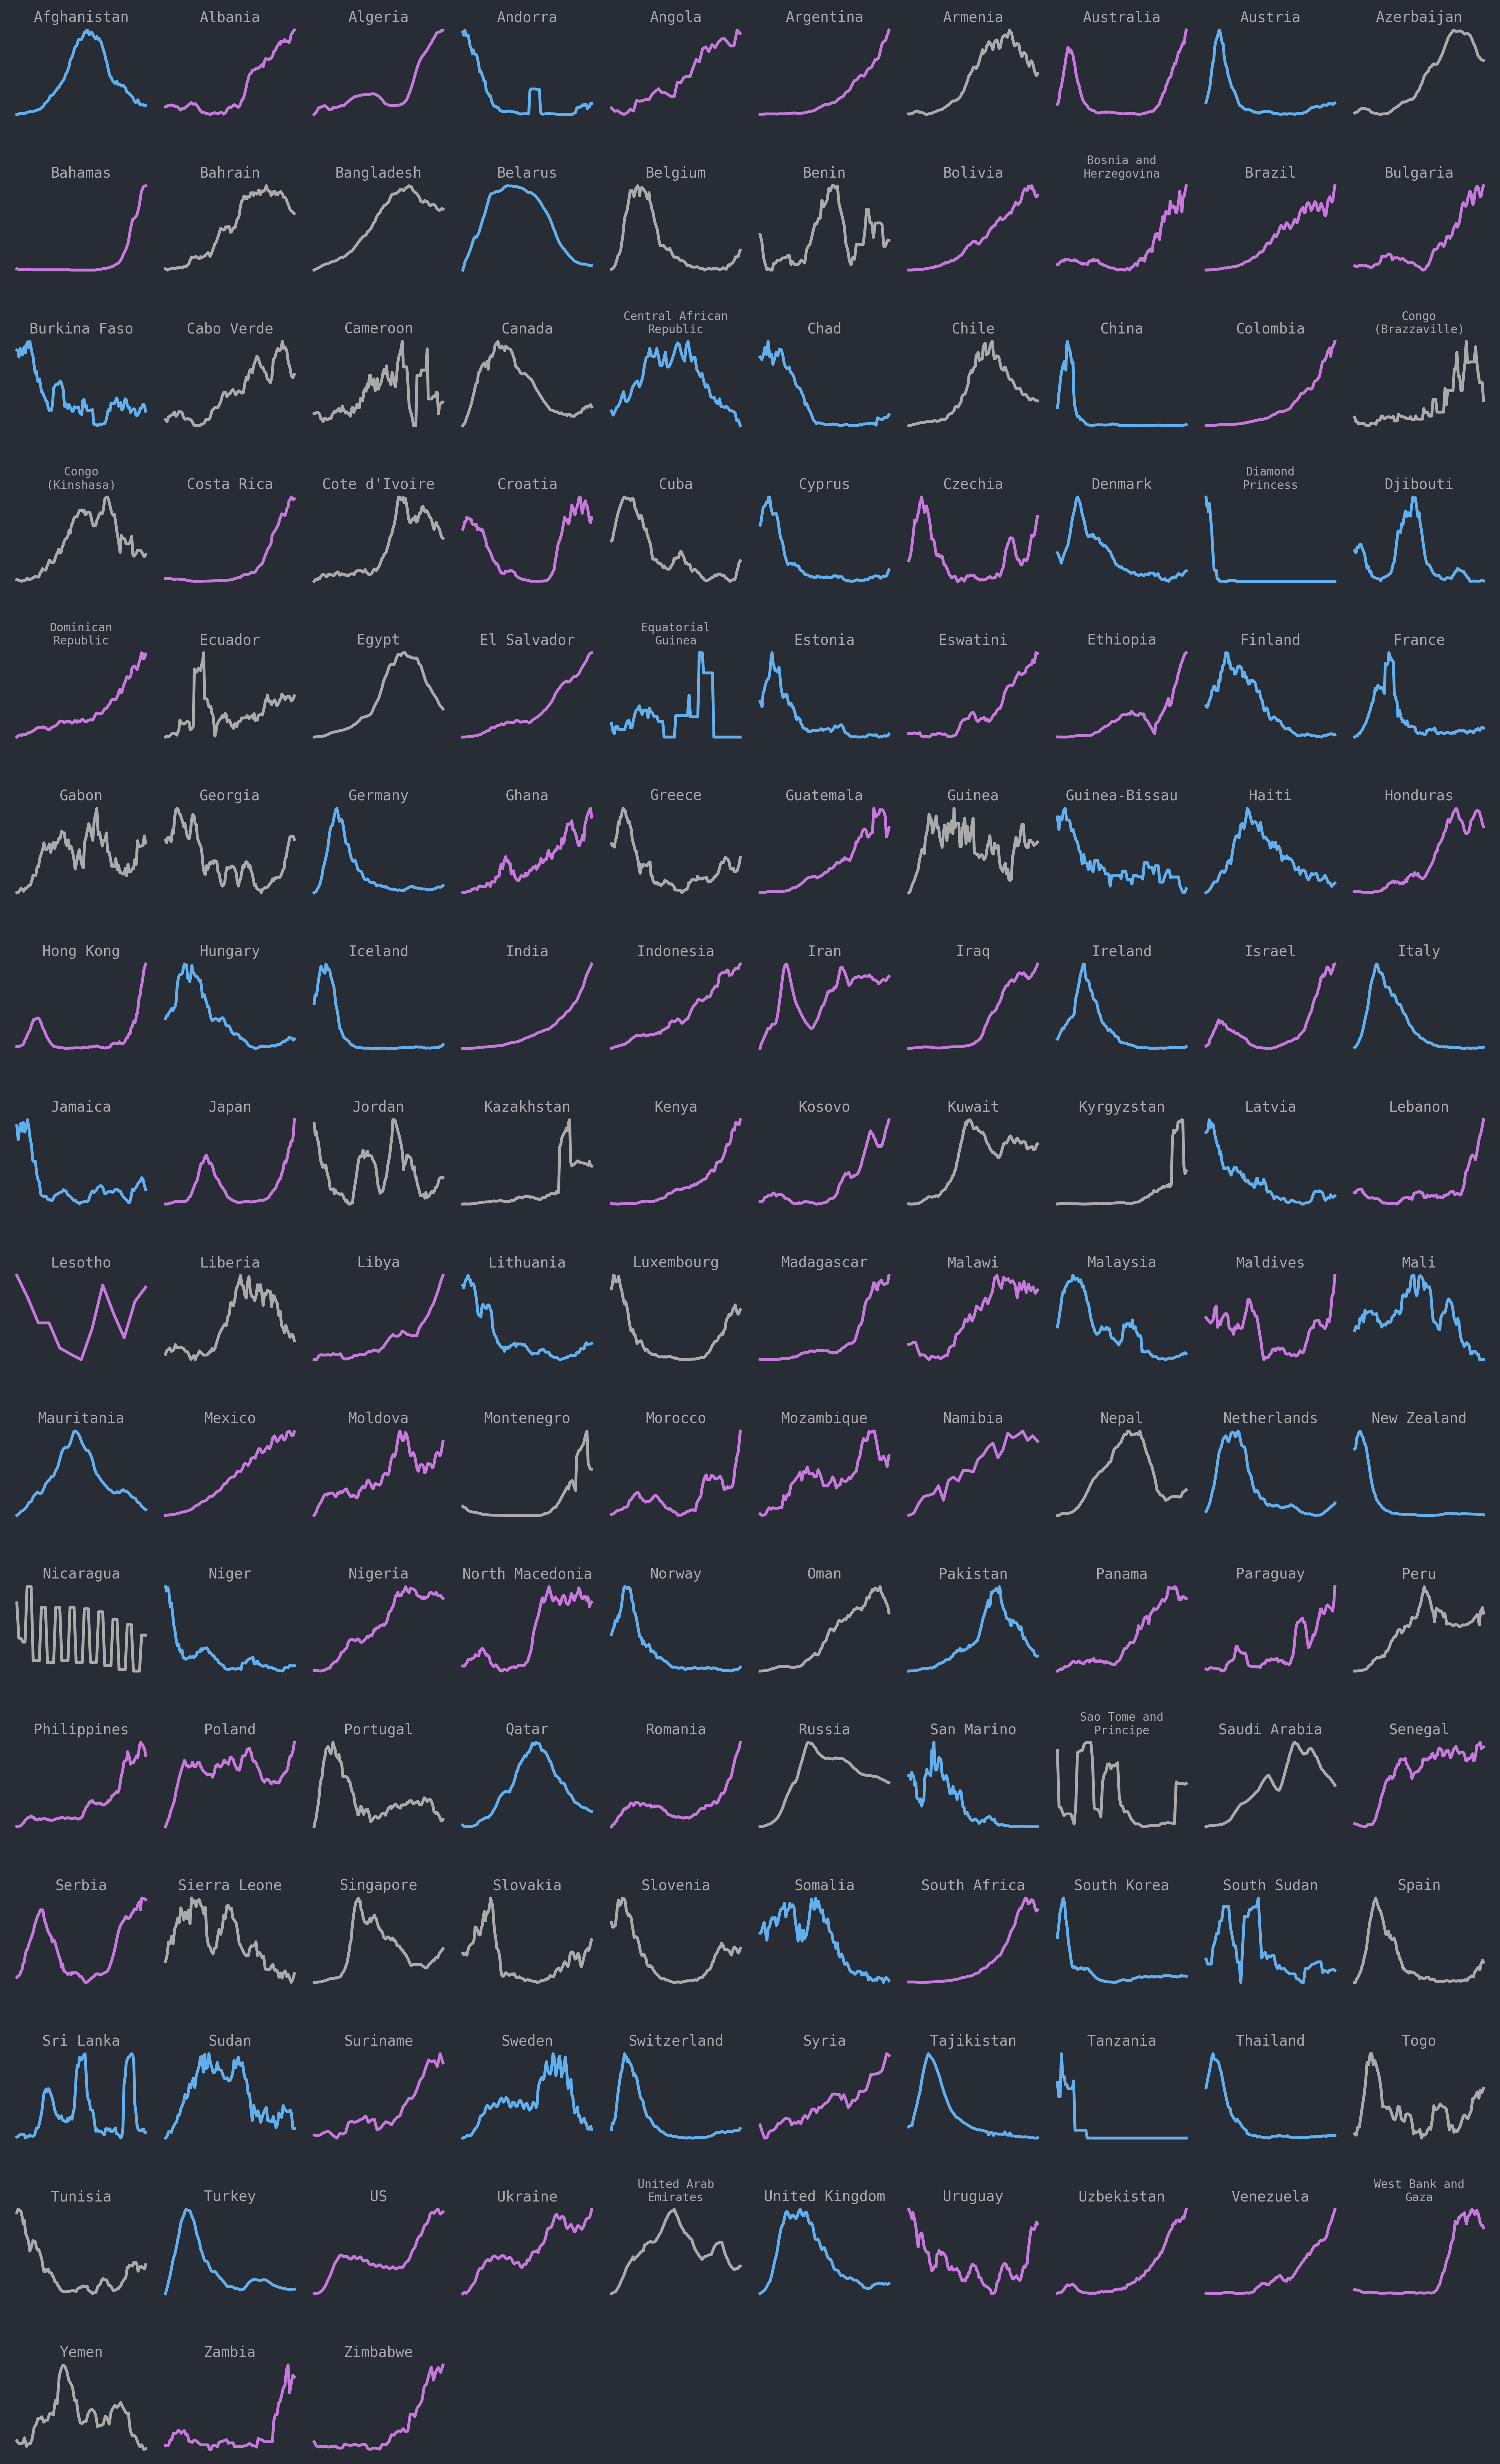 Afghanistan
Albania
Algeria
Andorra
Angola
Argentina
Armenia
Australia
Austria
Azerbaijan
Bahamas
Bahrain
Bangladesh
Belarus
Belgium
Benin
Bolivia
Bosnia and
Herzegovina
Brazil
Bulgaria
Burkina Faso
Cabo Verde
Cameroon
Canada
Central African
Republic
Chad
Chile
China
Colombia
Congo
(Brazzaville)
Congo
(Kinshasa)
Costa Rica
Cote d'Ivoire
Croatia
Cuba
Cyprus
Czechia
Denmark
Diamond
Princess
Djibouti
Dominican
Republic
Ecuador
Egypt
El Salvador
Equatorial
Guinea
Estonia
Eswatini
Ethiopia
Finland
France
Gabon
Georgia
Germany
Ghana
Greece
Guatemala
Guinea
Guinea-Bissau
Haiti
Honduras
Hong Kong
Hungary
Iceland
India
Indonesia
Iran
Iraq
Ireland
Israel
Italy
Jamaica
Japan
Jordan
Kazakhstan
Kenya
Kosovo
Kuwait
Kyrgyzstan
Latvia
Lebanon
Lesotho
Liberia
Libya
Lithuania
Luxembourg
Madagascar
Malawi
Malaysia
Maldives
Mali
Mauritania
Mexico
Moldova
Montenegro
Morocco
Mozambique
Namibia
Nepal
Netherlands
New Zealand
Nicaragua
Niger
Nigeria
North Macedonia
Norway
Oman
Pakistan
Panama
Paraguay
Peru
Philippines
Poland
Portugal
Qatar
Romania
Russia
San Marino
Sao Tome and
Principe
Saudi Arabia
Senegal
Serbia
Sierra Leone
Singapore
Slovakia
Slovenia
Somalia
South Africa
South Korea
South Sudan
Spain
Sri Lanka
Sudan
Suriname
Sweden
Switzerland
Syria
Tajikistan
Tanzania
Thailand
Togo
Tunisia
Turkey
US
Ukraine
United Arab
Emirates
United Kingdom
Uruguay
Uzbekistan
Venezuela
West Bank and
Gaza
Yemen
Zambia
Zimbabwe